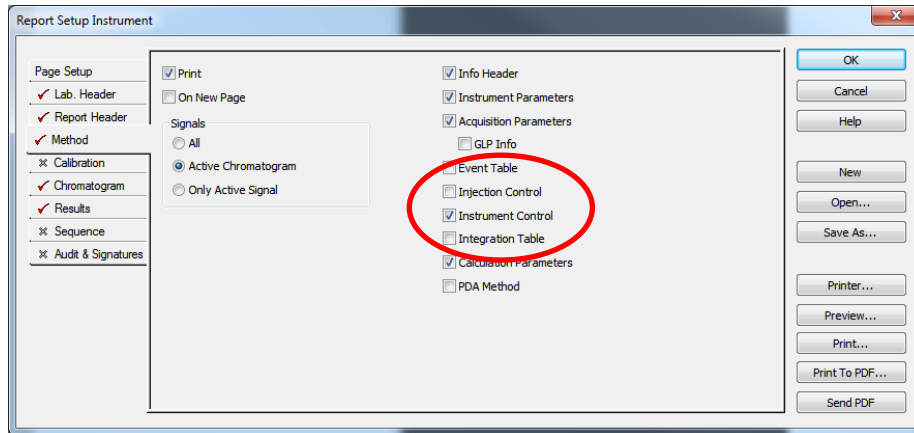 Report Setup Instrument
Page Setup
Lab. Header
Report Header
Method
Calibration
Chromatogram
Results
Sequence
Audit & Signatures
Print
On New Page
Signals
All
Active Chromatogram
Only Active Signal
Info Header
Instrument Parameters
Acquisition Parameters
GLP Info
Event Table
Injection Control
Instrument Control
Integration Table
Calculation Parameters
PDA Method
OK
Cancel
Help
New
Open...
Save As...
Printer...
Preview...
Print...
Print To PDF...
Send PDF